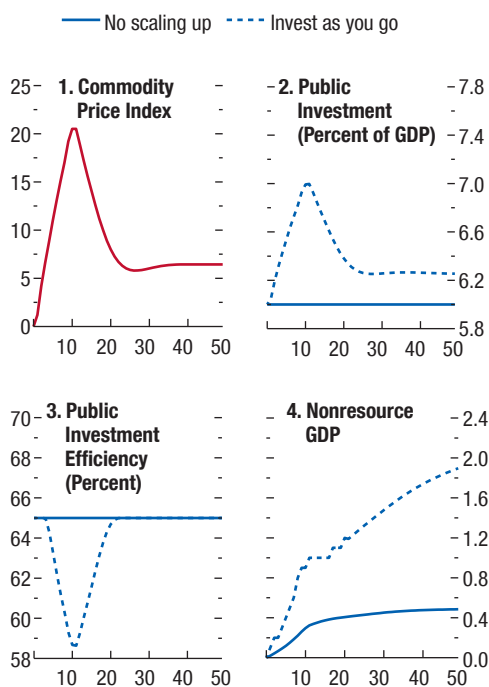 No scaling up Invest as you go
1. Commodity
Price Index
25
20
15
10
5
0
10 20 30 40 50
2. Public
Investment
(Percent of GDP)
7.8
7.4
7.0
6.6
6.2
5.8
10 20 30 40 50
3. Public
Investment
Efficiency
(Percent)
70
68
66
64
62
60
58
10 20 30 40 50
4. Nonresource
GDP
2.4
2.0
1.6
1.2
0.8
0.4
0.0
10 20 30 40 50